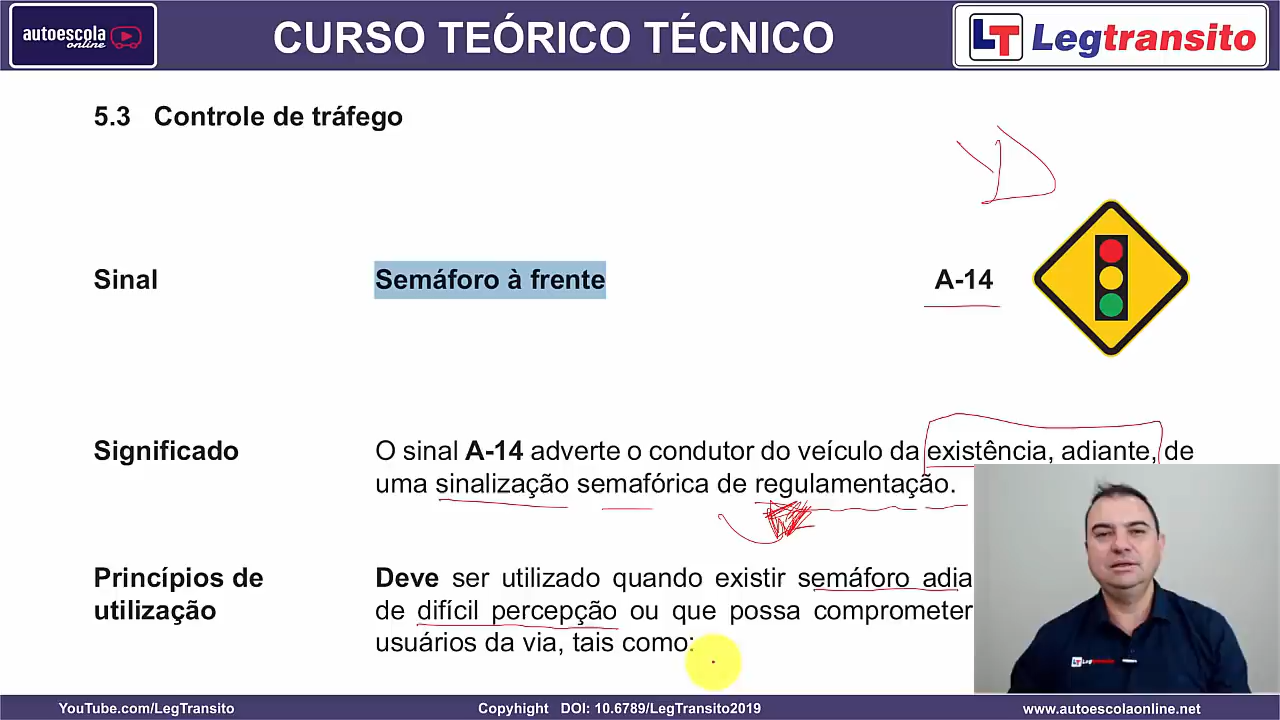 autoescola
online
CURSO TEÓRICO TÉCNICO
LT Legtransito
5.3 Controle de tráfego
Sinal
Semáforo à frente
A-14
Significado
O sinal A-14 adverte o condutor do veículo da existência, adiante, de
uma sinalização semafórica de regulamentação.
Princípios de
utilização
Deve ser utilizado quando existir semáforo adia
de difícil percepção ou que possa comprometer
usuários da via, tais como:
Legtransito
YouTube.com/LegTransito
Copyhight DOI: 10.6789/LegTransito2019
www.autoescolaonline.net